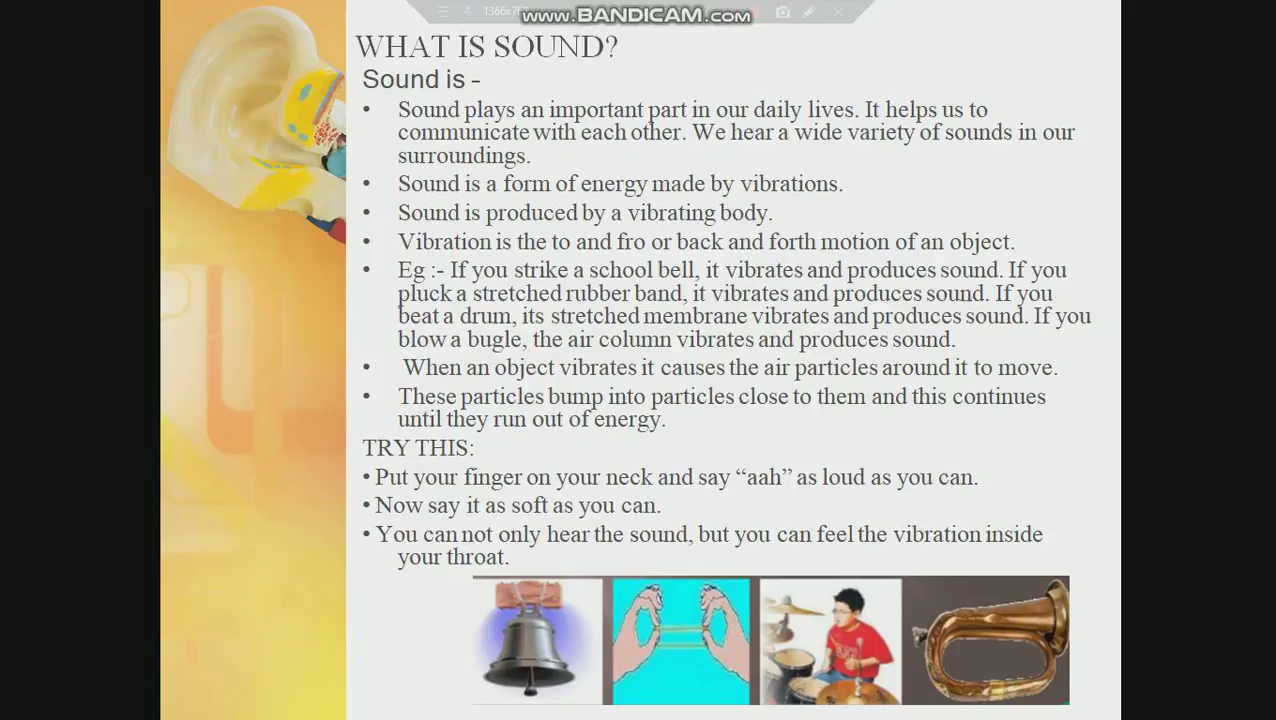 1366x7
www.BANDICAM.com
WHAT IS SOUND?
Sound is -
• Sound plays an important part in our daily lives. It helps us to
communicate with each other. We hear a wide variety of sounds in our
surroundings.
• Sound is a form of energy made by vibrations.
• Sound is produced by a vibrating body.
• Vibration is the to and fro or back and forth motion of an object.
• Eg :- If you strike a school bell, it vibrates and produces sound. If you
pluck a stretched rubber band, it vibrates and produces sound. If you
beat a drum, its stretched membrane vibrates and produces sound. If you
blow a bugle, the air column vibrates and produces sound.
• When an object vibrates it causes the air particles around it to move.
• These particles bump into particles close to them and this continues
until they run out of energy.
TRY THIS:
• Put your finger on your neck and say “aah” as loud as you can.
• Now say it as soft as you can.
• You can not only hear the sound, but you can feel the vibration inside
your throat.